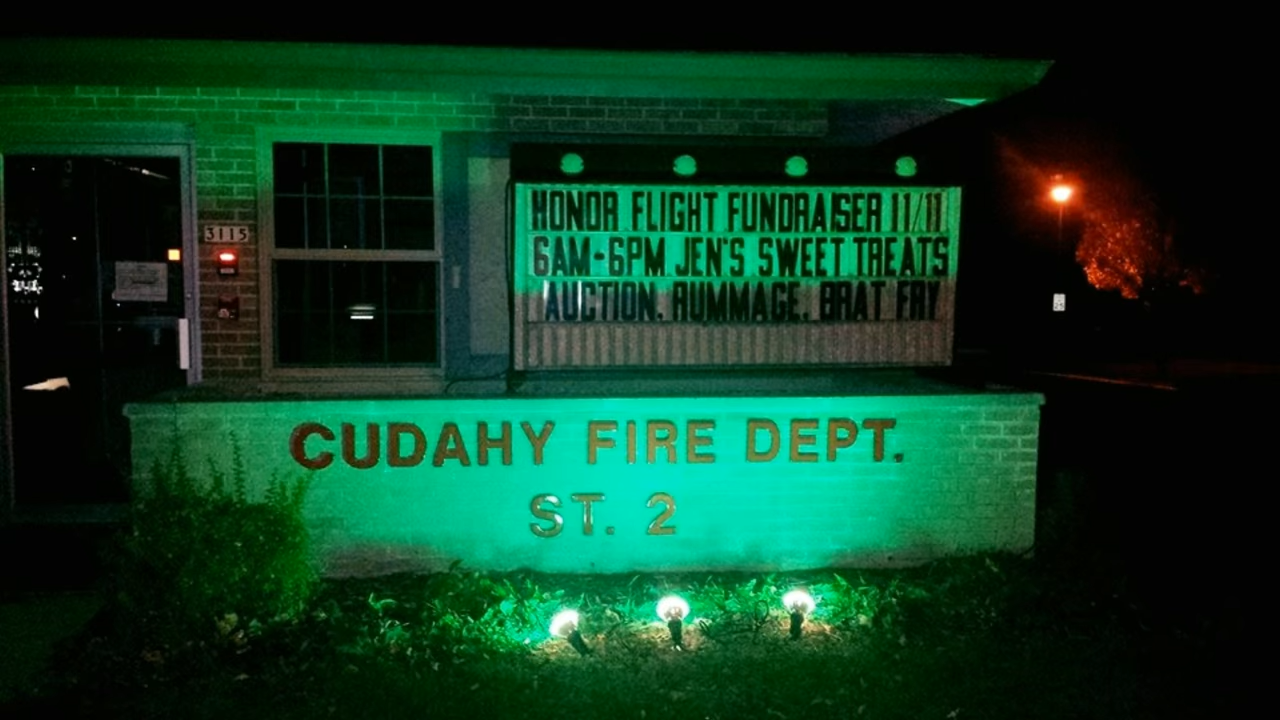 HONOR FLIGHT FUNDRAISER 11/11
6AM-6PM JEN'S SWEET TREATS
AUCTION, RUMMAGE, BRAT FRY
3115
CUDAHY FIRE DEPT.
ST. 2